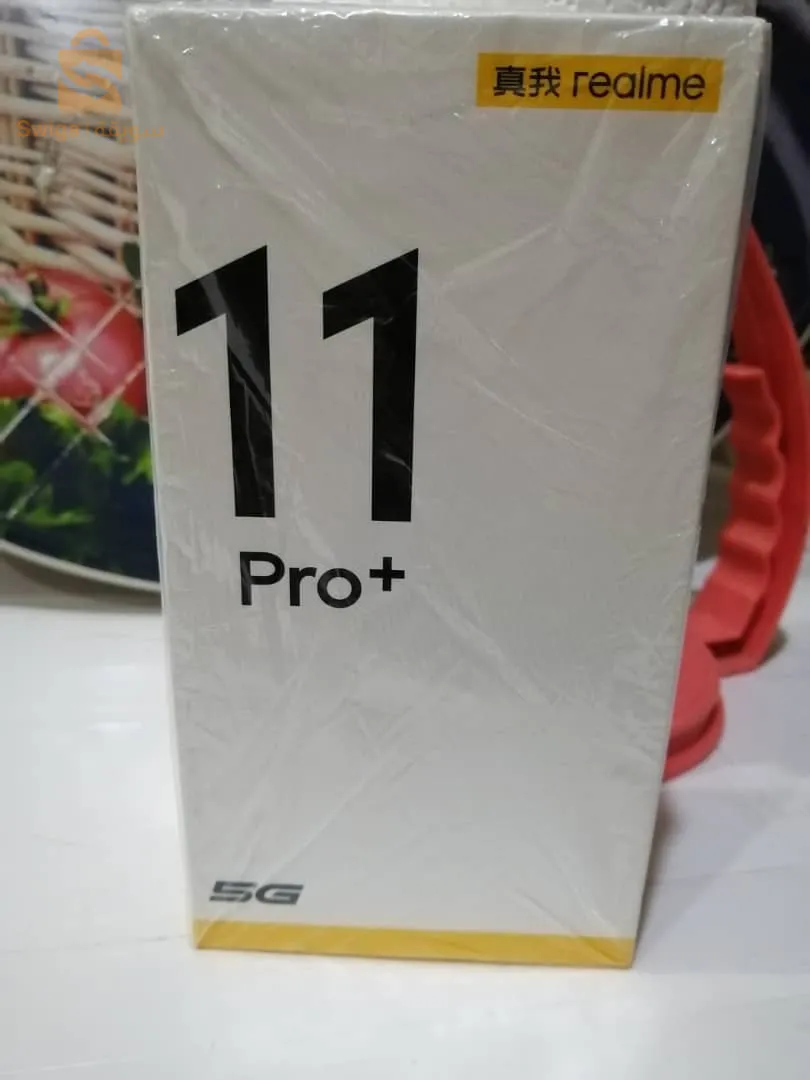 真我 realme
11
Pro+
5G